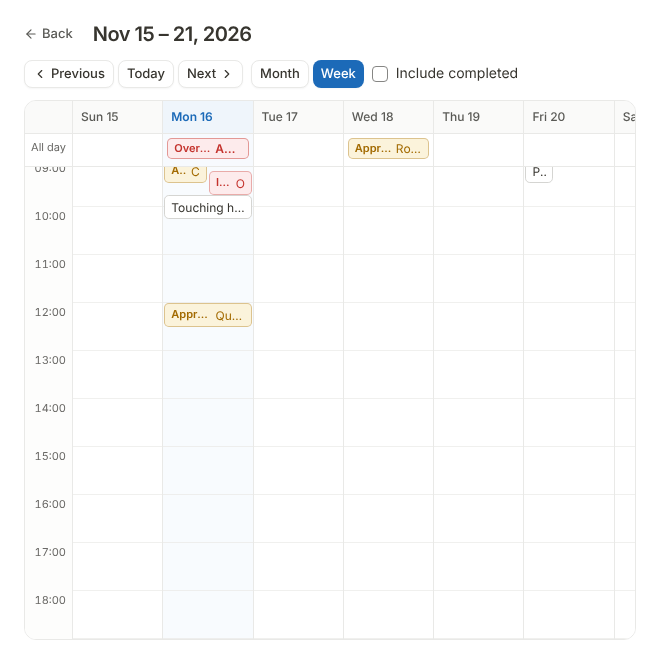 Back
Nov 15 – 21, 2026
Previous Today Next Month Week Include completed
Sun 15 Mon 16 Tue 17 Wed 18 Thu 19 Fri 20 Sa
All day Over... A... Appr... Ro...
09:00 A.. C I... O P..
10:00 Touching h...
11:00
12:00 Appr... Qu...
13:00
14:00
15:00
16:00
17:00
18:00